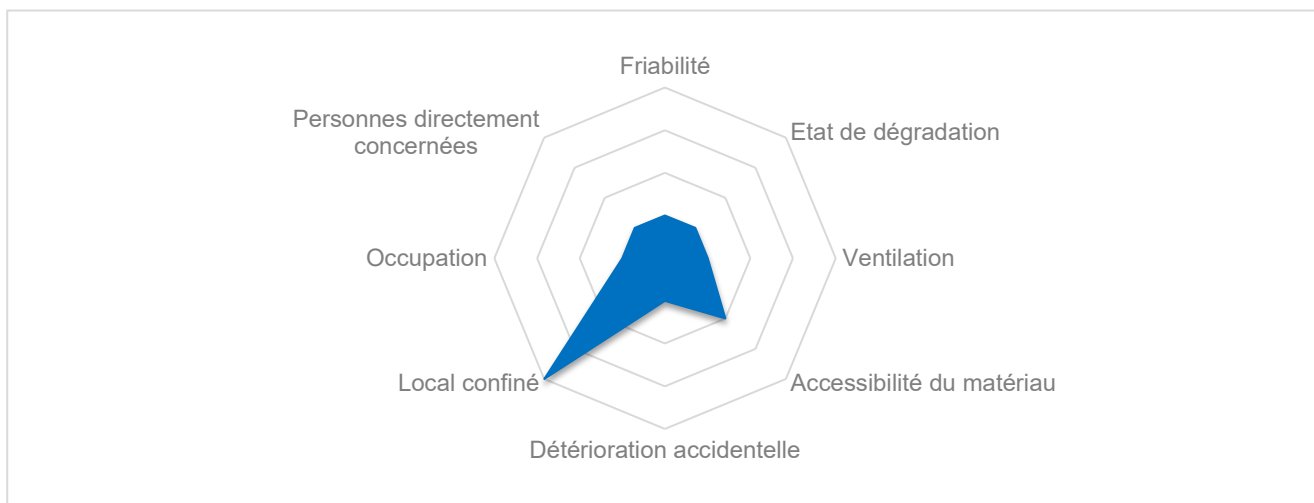 Friabilité
Personnes directement
concernées
Etat de dégradation
Occupation
Ventilation
Local confiné
Accessibilité du matériau
Détérioration accidentelle